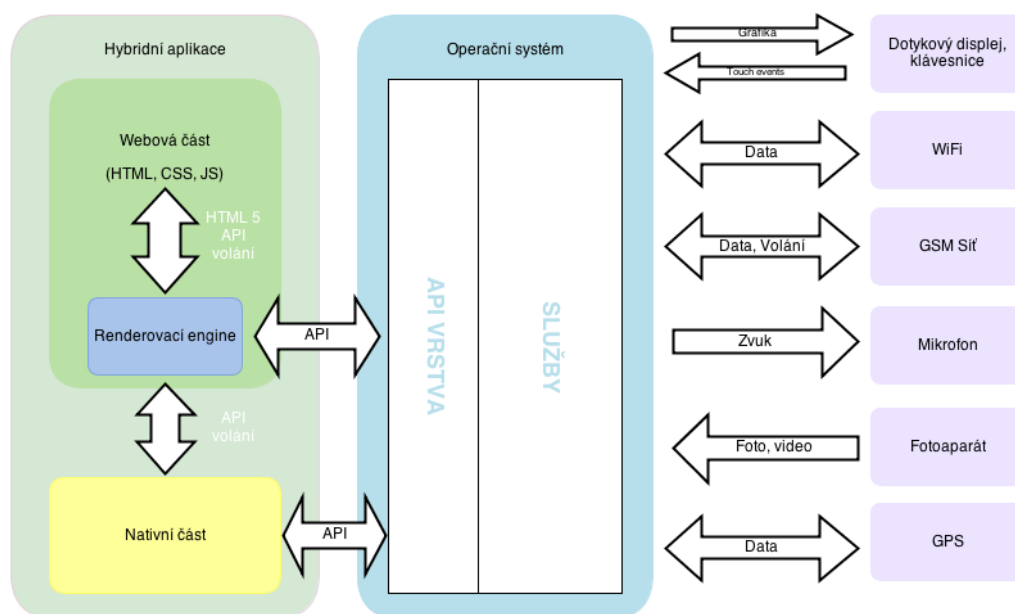 Hybridní aplikace
Webová část
(HTML, CSS, JS)
HTML 5
API
volání
Renderovací engine
API
volání
Nativní část
API
API
Operační systém
API VRSTVA
SLUŽBY
Grafika
Touch events
Data
Data, Volání
Zvuk
Foto, video
Data
Dotykový displej,
klávesnice
WiFi
GSM Síť
Mikrofon
Fotoaparát
GPS